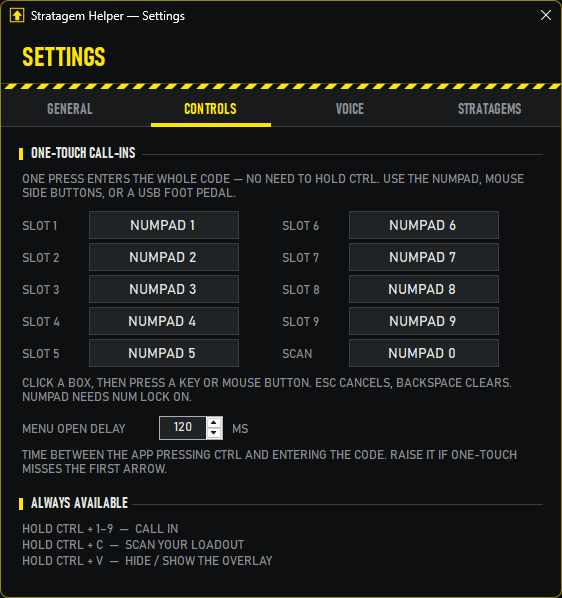 Stratagem Helper — Settings
SETTINGS
GENERAL CONTROLS VOICE STRATAGEMS
ONE-TOUCH CALL-INS
ONE PRESS ENTERS THE WHOLE CODE — NO NEED TO HOLD CTRL. USE THE NUMPAD, MOUSE
SIDE BUTTONS, OR A USB FOOT PEDAL.
SLOT 1 NUMPAD 1 SLOT 6 NUMPAD 6
SLOT 2 NUMPAD 2 SLOT 7 NUMPAD 7
SLOT 3 NUMPAD 3 SLOT 8 NUMPAD 8
SLOT 4 NUMPAD 4 SLOT 9 NUMPAD 9
SLOT 5 NUMPAD 5 SCAN NUMPAD 0
CLICK A BOX, THEN PRESS A KEY OR MOUSE BUTTON. ESC CANCELS, BACKSPACE CLEARS.
NUMPAD NEEDS NUM LOCK ON.
MENU OPEN DELAY 120 MS
TIME BETWEEN THE APP PRESSING CTRL AND ENTERING THE CODE. RAISE IT IF ONE-TOUCH
MISSES THE FIRST ARROW.
ALWAYS AVAILABLE
HOLD CTRL + 1–9 — CALL IN
HOLD CTRL + C — SCAN YOUR LOADOUT
HOLD CTRL + V — HIDE / SHOW THE OVERLAY